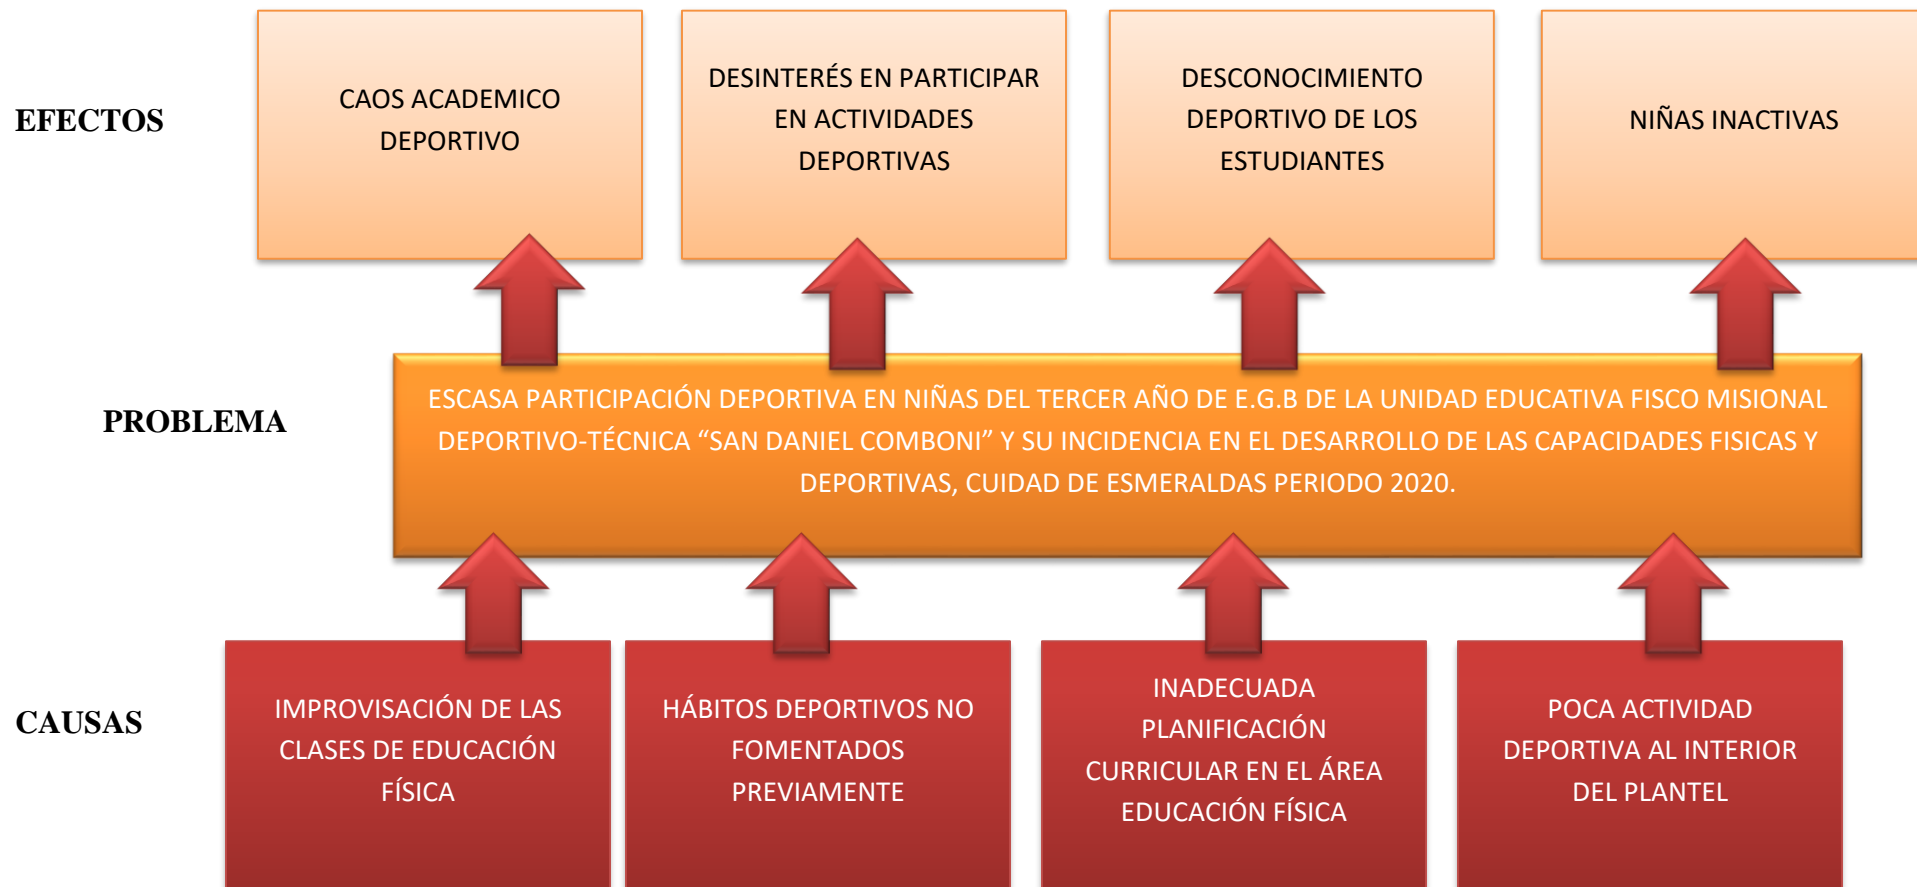 EFECTOS
CAOS ACADEMICO
DEPORTIVO
DESINTERÉS EN PARTICIPAR
EN ACTIVIDADES
DEPORTIVAS
DESCONOCIMIENTO
DEPORTIVO DE LOS
ESTUDIANTES
NIÑAS INACTIVAS
PROBLEMA
ESCASA PARTICIPACIÓN DEPORTIVA EN NIÑAS DEL TERCER AÑO DE E.G.B DE LA UNIDAD EDUCATIVA FISCO MISIONAL
DEPORTIVO-TÉCNICA “SAN DANIEL COMBONI” Y SU INCIDENCIA EN EL DESARROLLO DE LAS CAPACIDADES FISICAS Y
DEPORTIVAS, CUIDAD DE ESMERALDAS PERIODO 2020.
CAUSAS
IMPROVISACIÓN DE LAS
CLASES DE EDUCACIÓN
FÍSICA
HÁBITOS DEPORTIVOS NO
FOMENTADOS
PREVIAMENTE
INADECUADA
PLANIFICACIÓN
CURRICULAR EN EL ÁREA
EDUCACIÓN FÍSICA
POCA ACTIVIDAD
DEPORTIVA AL INTERIOR
DEL PLANTEL